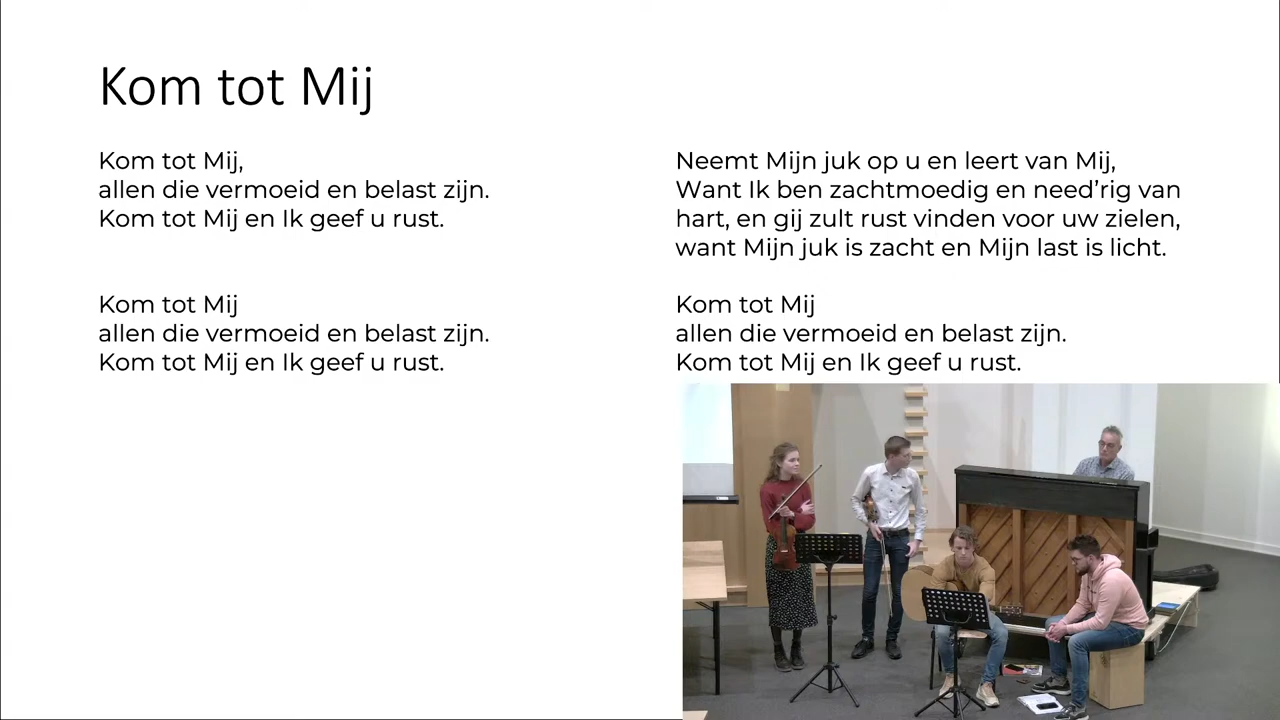 Kom tot Mij
Kom tot Mij,
allen die vermoeid en belast zijn.
Kom tot Mij en Ik geef u rust.
Kom tot Mij
allen die vermoeid en belast zijn.
Kom tot Mij en Ik geef u rust.
Neemt Mijn juk op u en leert van Mij,
Want Ik ben zachtmoedig en need’rig van
hart, en gij zult rust vinden voor uw zielen,
want Mijn juk is zacht en Mijn last is licht.
Kom tot Mij
allen die vermoeid en belast zijn.
Kom tot Mij en Ik geef u rust.